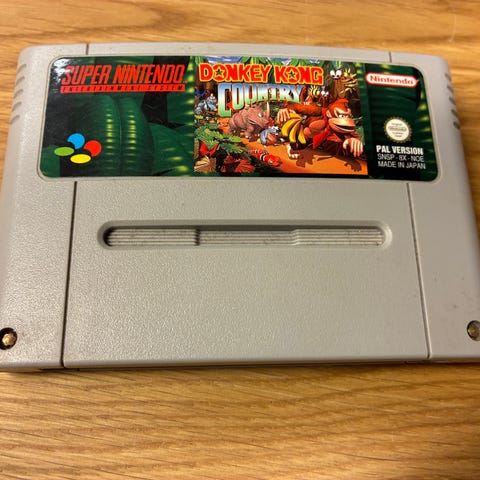 SUPER NINTENDO
ENTERTAINMENT SYSTEM
DONKEY KONG
COUNTRY
Nintendo
PAL VERSION
SNSP-8X-NOE
MADE IN JAPAN